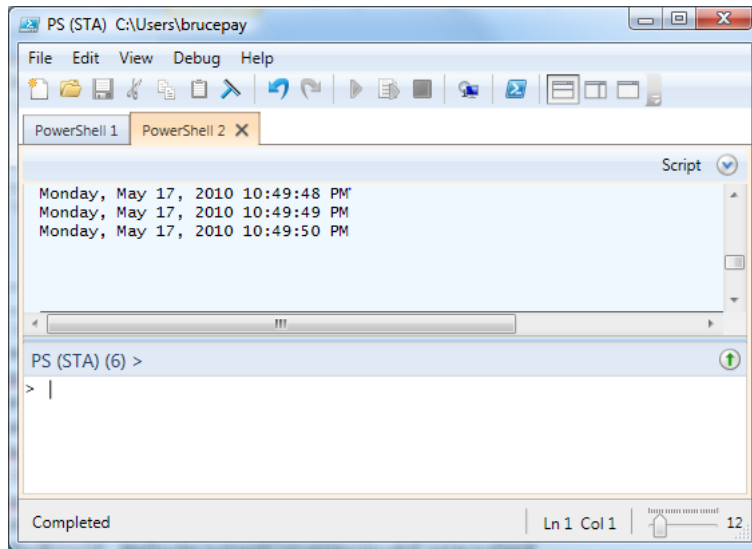 PS (STA) C:\Users\brucepay
File Edit View Debug Help
PowerShell 1 PowerShell 2
Script
Monday, May 17, 2010 10:49:48 PM
Monday, May 17, 2010 10:49:49 PM
Monday, May 17, 2010 10:49:50 PM
PS (STA) (6) >
>
Completed Ln 1 Col 1 12